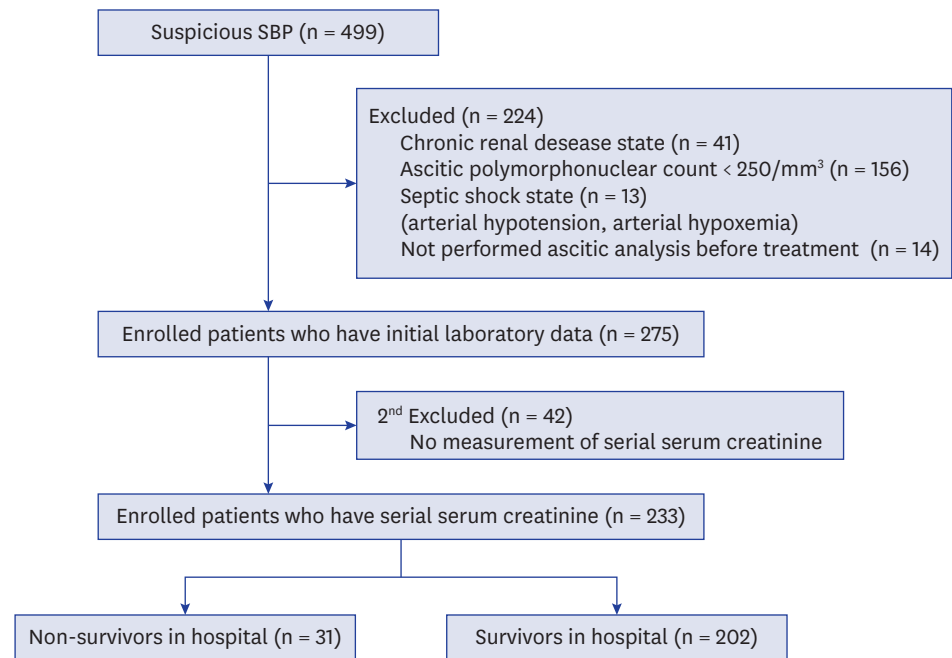 Suspicious SBP (n = 499)
Excluded (n = 224)
Chronic renal desease state (n = 41)
Ascitic polymorphonuclear count < 250/mm³ (n = 156)
Septic shock state (n = 13)
(arterial hypotension, arterial hypoxemia)
Not performed ascitic analysis before treatment (n = 14)
Enrolled patients who have initial laboratory data (n = 275)
2nd Excluded (n = 42)
No measurement of serial serum creatinine
Enrolled patients who have serial serum creatinine (n = 233)
Non-survivors in hospital (n = 31)
Survivors in hospital (n = 202)